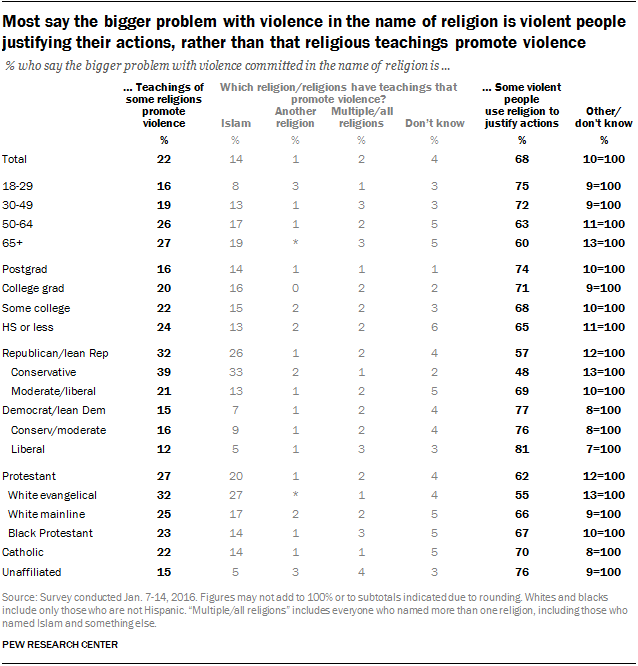 Most say the bigger problem with violence in the name of religion is violent people
justifying their actions, rather than that religious teachings promote violence
% who say the bigger problem with violence committed in the name of religion is ...
... Teachings of some religions promote violence Which religion/religions have teachings that promote violence? ... Some violent people use religion to justify actions Other/ don't know
Islam Another religion Multiple/all religions Don't know
% % % % % % %
Total 22 14 1 2 4 68 10=100
18-29 16 8 3 1 3 75 9=100
30-49 19 13 1 3 3 72 9=100
50-64 26 17 1 2 5 63 11=100
65+ 27 19 * 3 5 60 13=100
Postgrad 16 14 1 1 1 74 10=100
College grad 20 16 0 2 2 71 9=100
Some college 22 15 2 2 3 68 10=100
HS or less 24 13 2 2 6 65 11=100
Republican/lean Rep 32 26 1 2 4 57 12=100
Conservative 39 33 2 1 2 48 13=100
Moderate/liberal 21 13 1 2 5 69 10=100
Democrat/lean Dem 15 7 1 2 4 77 8=100
Conserv/moderate 16 9 1 2 4 76 8=100
Liberal 12 5 1 3 3 81 7=100
Protestant 27 20 1 2 4 62 12=100
White evangelical 32 27 * 1 4 55 13=100
White mainline 25 17 2 2 5 66 9=100
Black Protestant 23 14 1 3 5 67 10=100
Catholic 22 14 1 1 5 70 8=100
Unaffiliated 15 5 3 4 3 76 9=100
Source: Survey conducted Jan. 7-14, 2016. Figures may not add to 100% or to subtotals indicated due to rounding. Whites and blacks
include only those who are not Hispanic. “Multiple/all religions” includes everyone who named more than one religion, including those who
named Islam and something else.
PEW RESEARCH CENTER